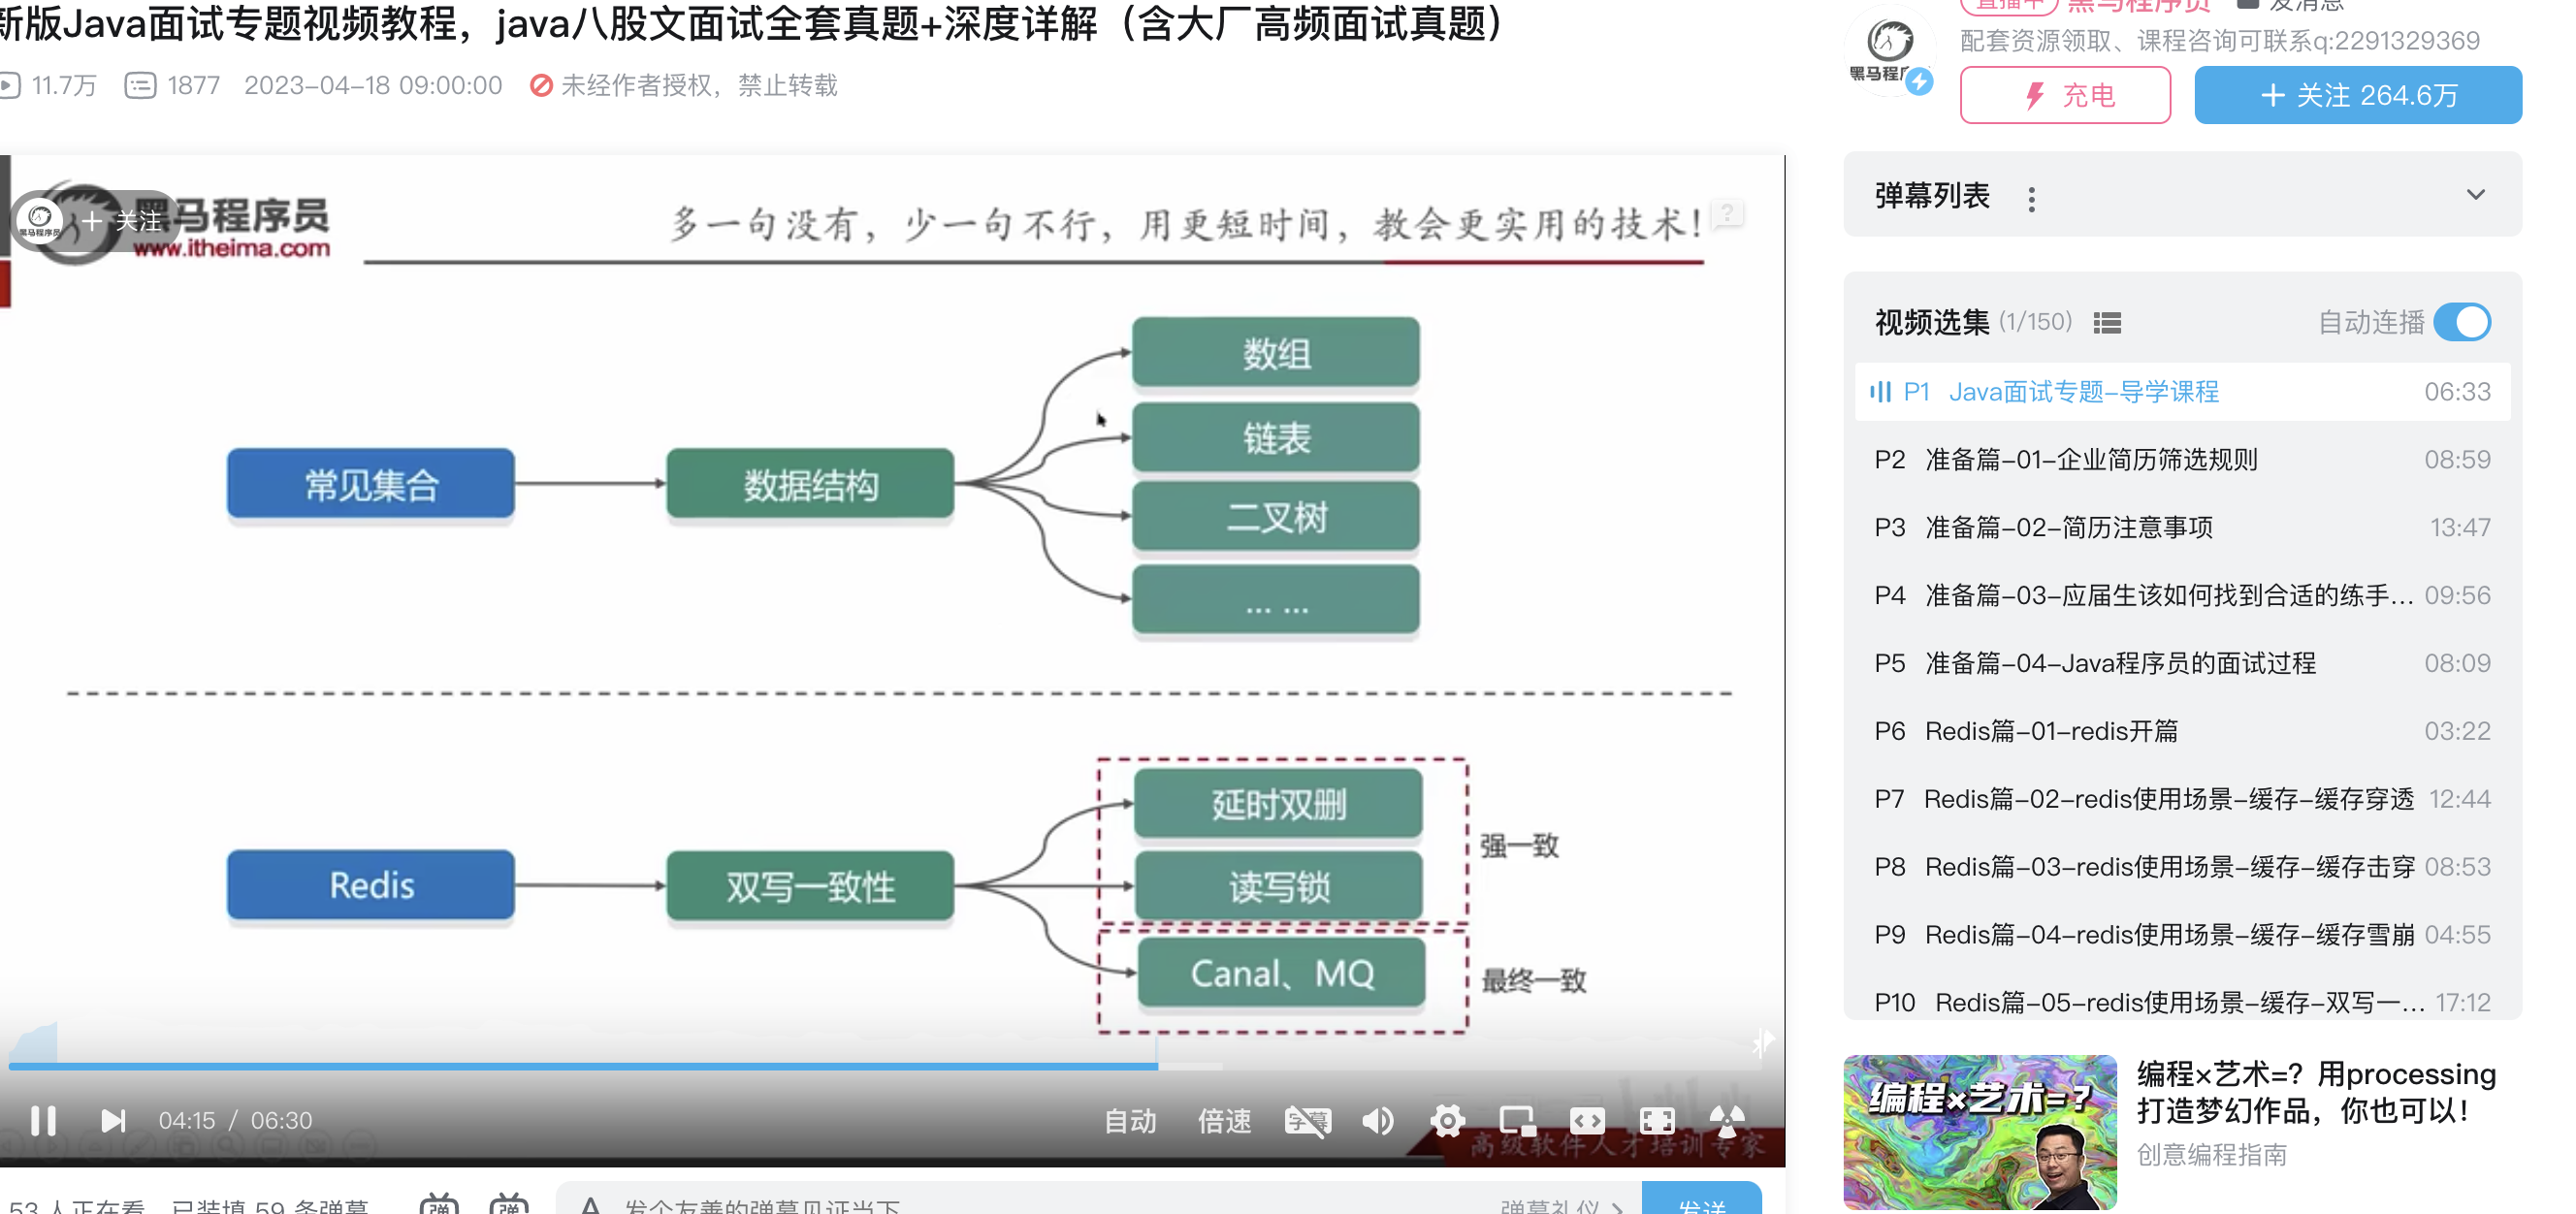 新版Java面试专题视频教程，java八股文面试全套真题+深度详解（含大厂高频面试真题）
11.7万 1877 2023-04-18 09:00:00 未经作者授权，禁止转载
黑马程序员
www.itheima.com
+ 关注
多一句没有，少一句不行，用更短时间，教会更实用的技术！
常见集合
数据结构
数组
链表
二叉树
... ...
Redis
双写一致性
延时双删
读写锁
强一致
Canal、MQ
最终一致
04:15 / 06:30
自动 倍速 字幕
高级软件人才培训专家
53 人正在看 已装填 59 条弹幕
弹 弹
A 发个友善的弹幕见证当下
弹幕礼仪 >
发送
直播中 黑马程序员 发消息
配套资源领取、课程咨询可联系q:2291329369
充电
+ 关注 264.6万
弹幕列表
视频选集 (1/150) 自动连播
P1 Java面试专题-导学课程 06:33
P2 准备篇-01-企业简历筛选规则 08:59
P3 准备篇-02-简历注意事项 13:47
P4 准备篇-03-应届生该如何找到合适的练手... 09:56
P5 准备篇-04-Java程序员的面试过程 08:09
P6 Redis篇-01-redis开篇 03:22
P7 Redis篇-02-redis使用场景-缓存-缓存穿透 12:44
P8 Redis篇-03-redis使用场景-缓存-缓存击穿 08:53
P9 Redis篇-04-redis使用场景-缓存-缓存雪崩 04:55
P10 Redis篇-05-redis使用场景-缓存-双写一... 17:12
编程×艺术=?
编程×艺术=？用processing
打造梦幻作品，你也可以！
创意编程指南